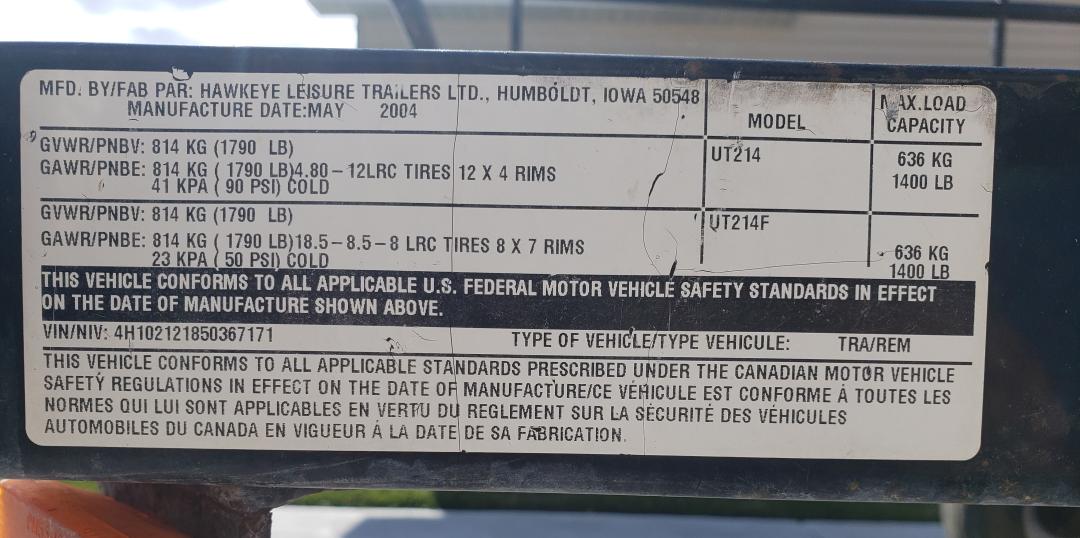 MFD. BY/FAB PAR: HAWKEYE LEISURE TRAILERS LTD., HUMBOLDT, IOWA 50548
MANUFACTURE DATE:MAY 2004
MODEL
MAX.LOAD
CAPACITY
GVWR/PNBV: 814 KG (1790 LB)
GAWR/PNBE: 814 KG ( 1790 LB)4.80-12LRC TIRES 12 X 4 RIMS
41 KPA ( 90 PSI) COLD
UT214
636 KG
1400 LB
GVWR/PNBV: 814 KG (1790 LB)
GAWR/PNBE: 814 KG ( 1790 LB)18.5-8.5-8 LRC TIRES 8 X 7 RIMS
23 KPA ( 50 PSI) COLD
UT214F
636 KG
1400 LB
THIS VEHICLE CONFORMS TO ALL APPLICABLE U.S. FEDERAL MOTOR VEHICLE SAFETY STANDARDS IN EFFECT
ON THE DATE OF MANUFACTURE SHOWN ABOVE.
VIN/NIV: 4H102121850367171 TYPE OF VEHICLE/TYPE VEHICULE: TRA/REM
THIS VEHICLE CONFORMS TO ALL APPLICABLE STANDARDS PRESCRIBED UNDER THE CANADIAN MOTOR VEHICLE
SAFETY REGULATIONS IN EFFECT ON THE DATE OF MANUFACTURE/CE VÉHICULE EST CONFORME À TOUTES LES
NORMES QUI LUI SONT APPLICABLES EN VERTU DU REGLEMENT SUR LA SÉCURITÉ DES VÉHICULES
AUTOMOBILES DU CANADA EN VIGUEUR À LA DATE DE SA FABRICATION.